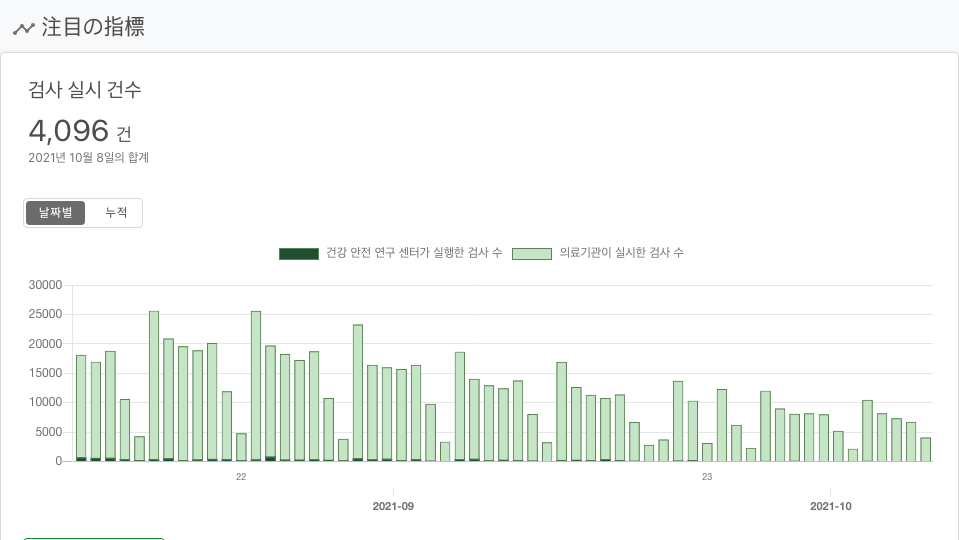 注目の指標
검사 실시 건수
4,096 건
2021년 10월 8일의 합계
날짜별 누적
건강 안전 연구 센터가 실행한 검사 수 의료기관이 실시한 검사 수
30000
25000
20000
15000
10000
5000
0
22 23
2021-09 2021-10